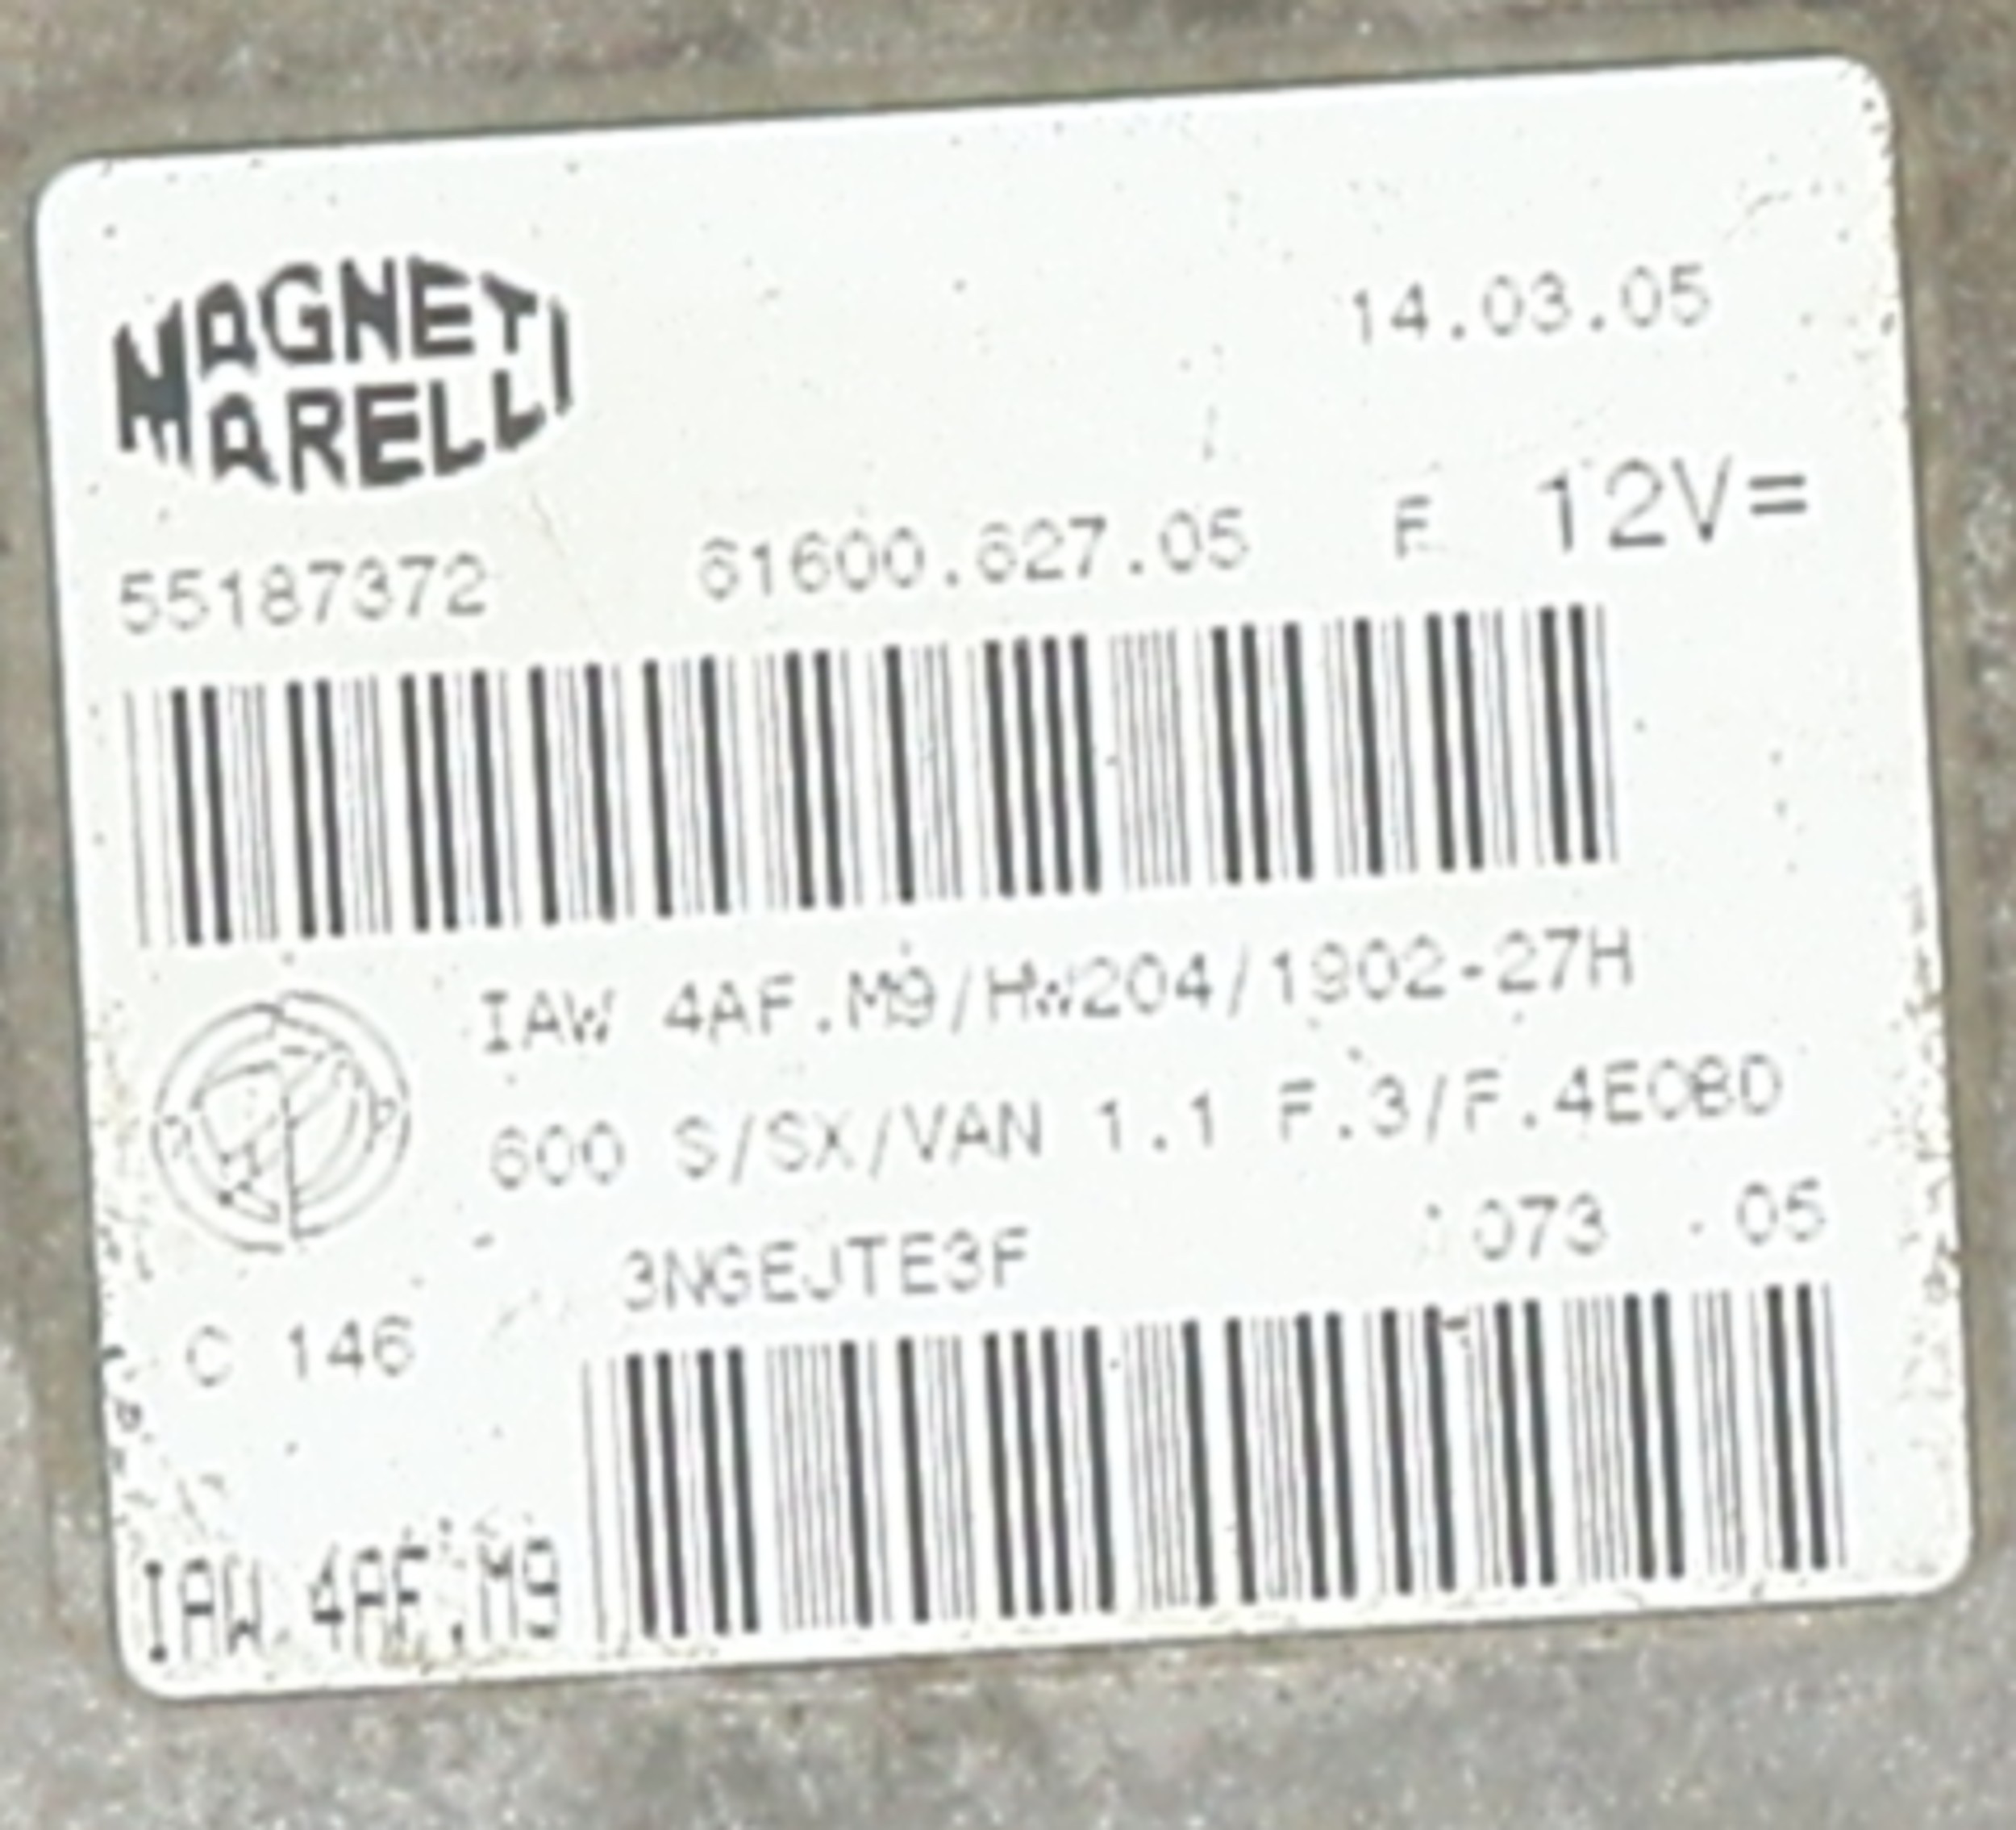 MAGNETI
MARELLI
14.03.05
55187372 61600.627.05 F 12V=
IAW 4AF.M9/HW204/1902-27H
600 S/SX/VAN 1.1 F.3/F.4EOBD
3NGEJTE3F 073 05
C 146
IAW 4AF.M9